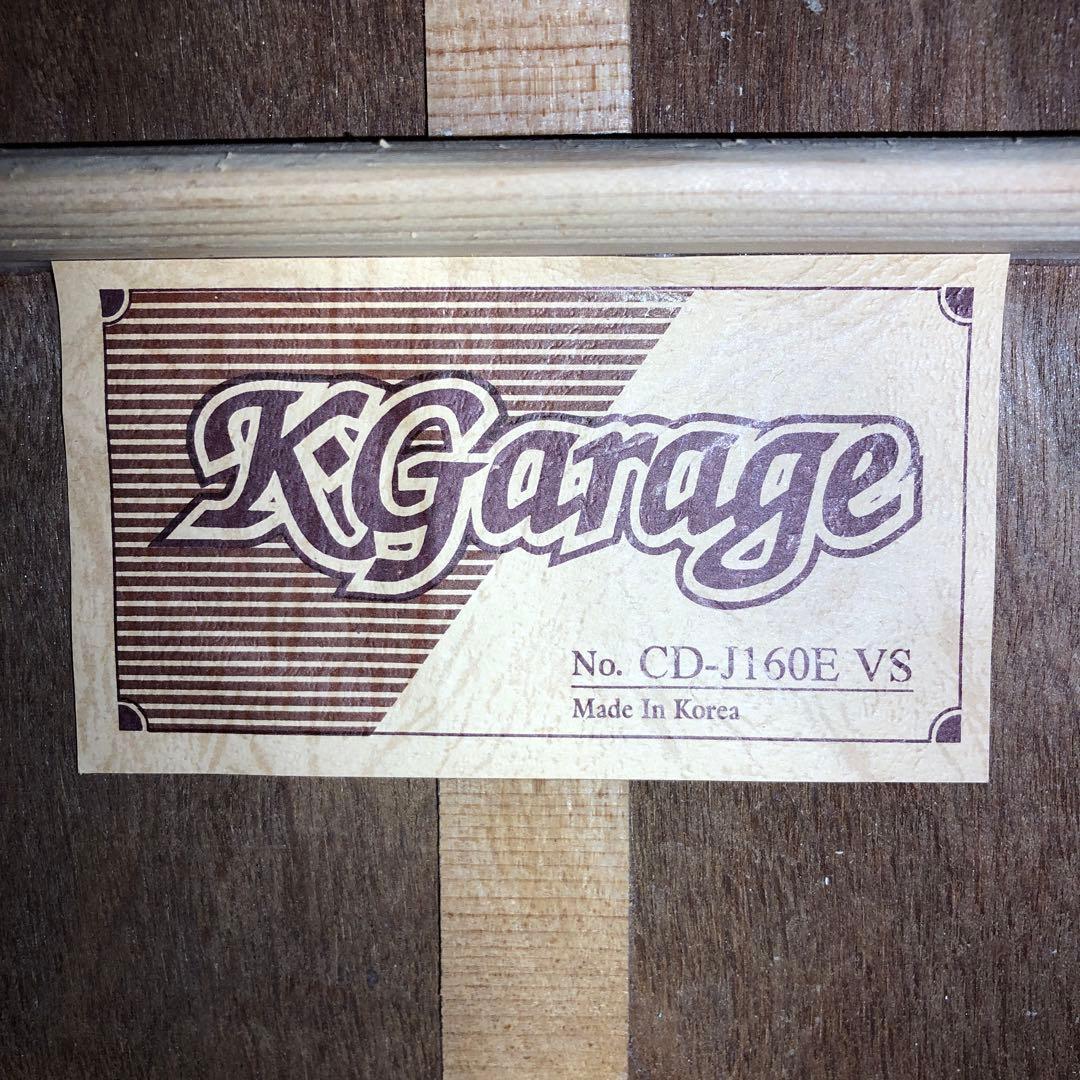 K·Garage
No. CD-J160E VS
Made In Korea